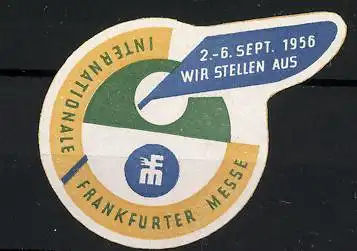 INTERNATIONALE
FRANKFURTER MESSE
2.-6. SEPT. 1956
WIR STELLEN AUS